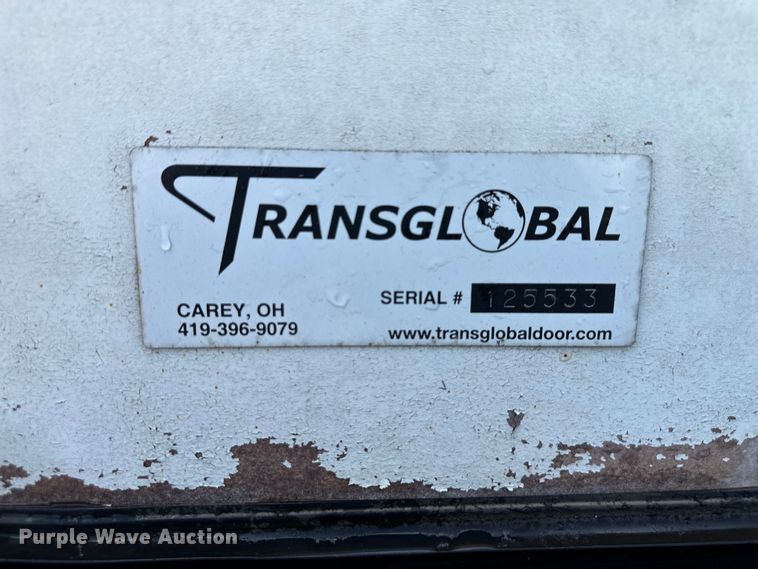 TRANSGLOBAL
CAREY, OH
419-396-9079
SERIAL # 125533
www.transglobaldoor.com
Purple Wave Auction